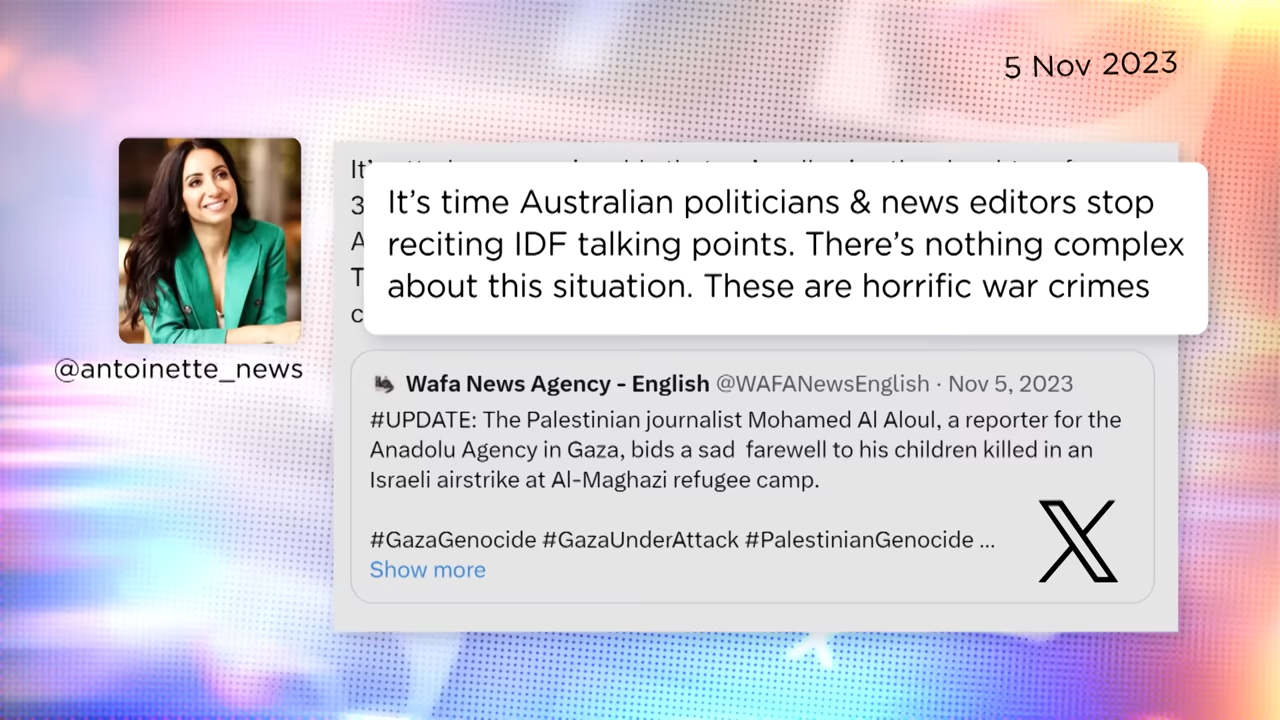 5 Nov 2023
It's time Australian politicians & news editors stop
reciting IDF talking points. There's nothing complex
about this situation. These are horrific war crimes
@antoinette_news
Wafa News Agency - English @WAFANewsEnglish · Nov 5, 2023
#UPDATE: The Palestinian journalist Mohamed Al Aloul, a reporter for the
Anadolu Agency in Gaza, bids a sad  farewell to his children killed in an
Israeli airstrike at Al-Maghazi refugee camp.
#GazaGenocide #GazaUnderAttack #PalestinianGenocide ...
Show more